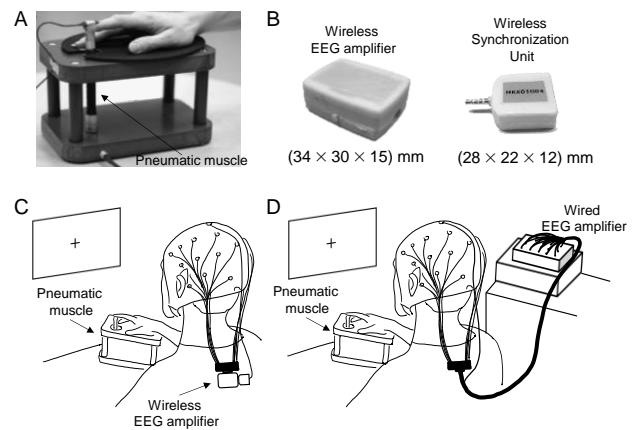 A
Pneumatic muscle
B
Wireless
EEG amplifier
(34 × 30 × 15) mm
Wireless
Synchronization
Unit
(28 × 22 × 12) mm
C
Pneumatic
muscle
Wireless
EEG amplifier
D
Wired
EEG amplifier
Pneumatic
muscle